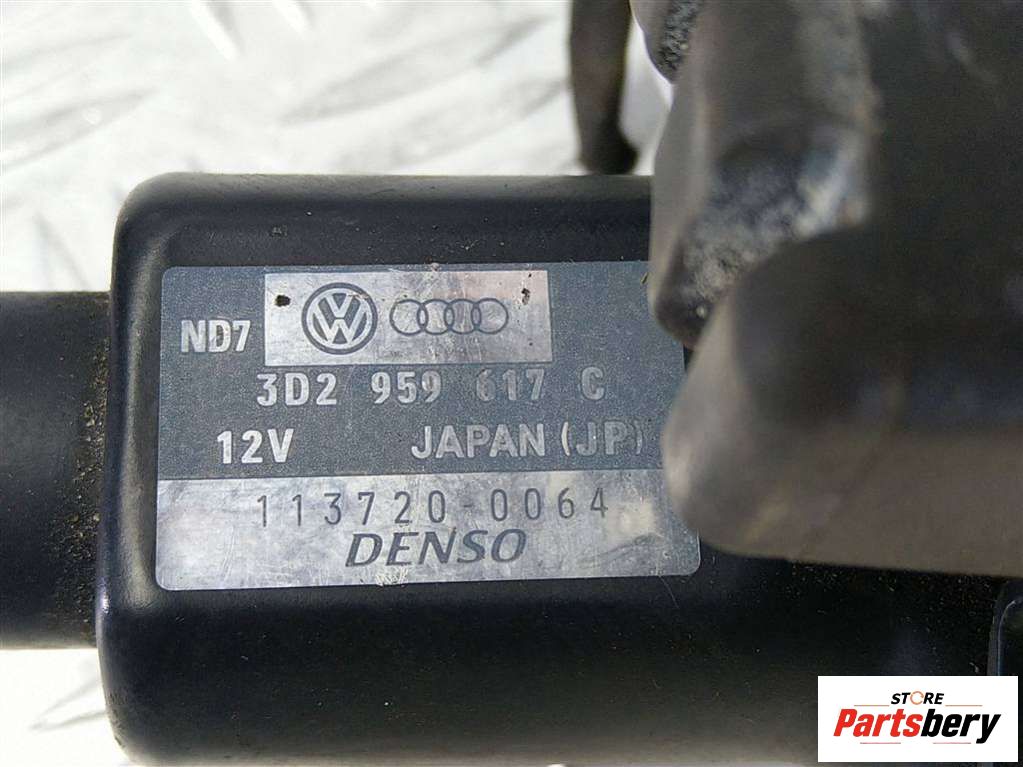 ND7
3D2 959 617 C
12V JAPAN (JP)
113720-0064
DENSO
STORE
Partsbery